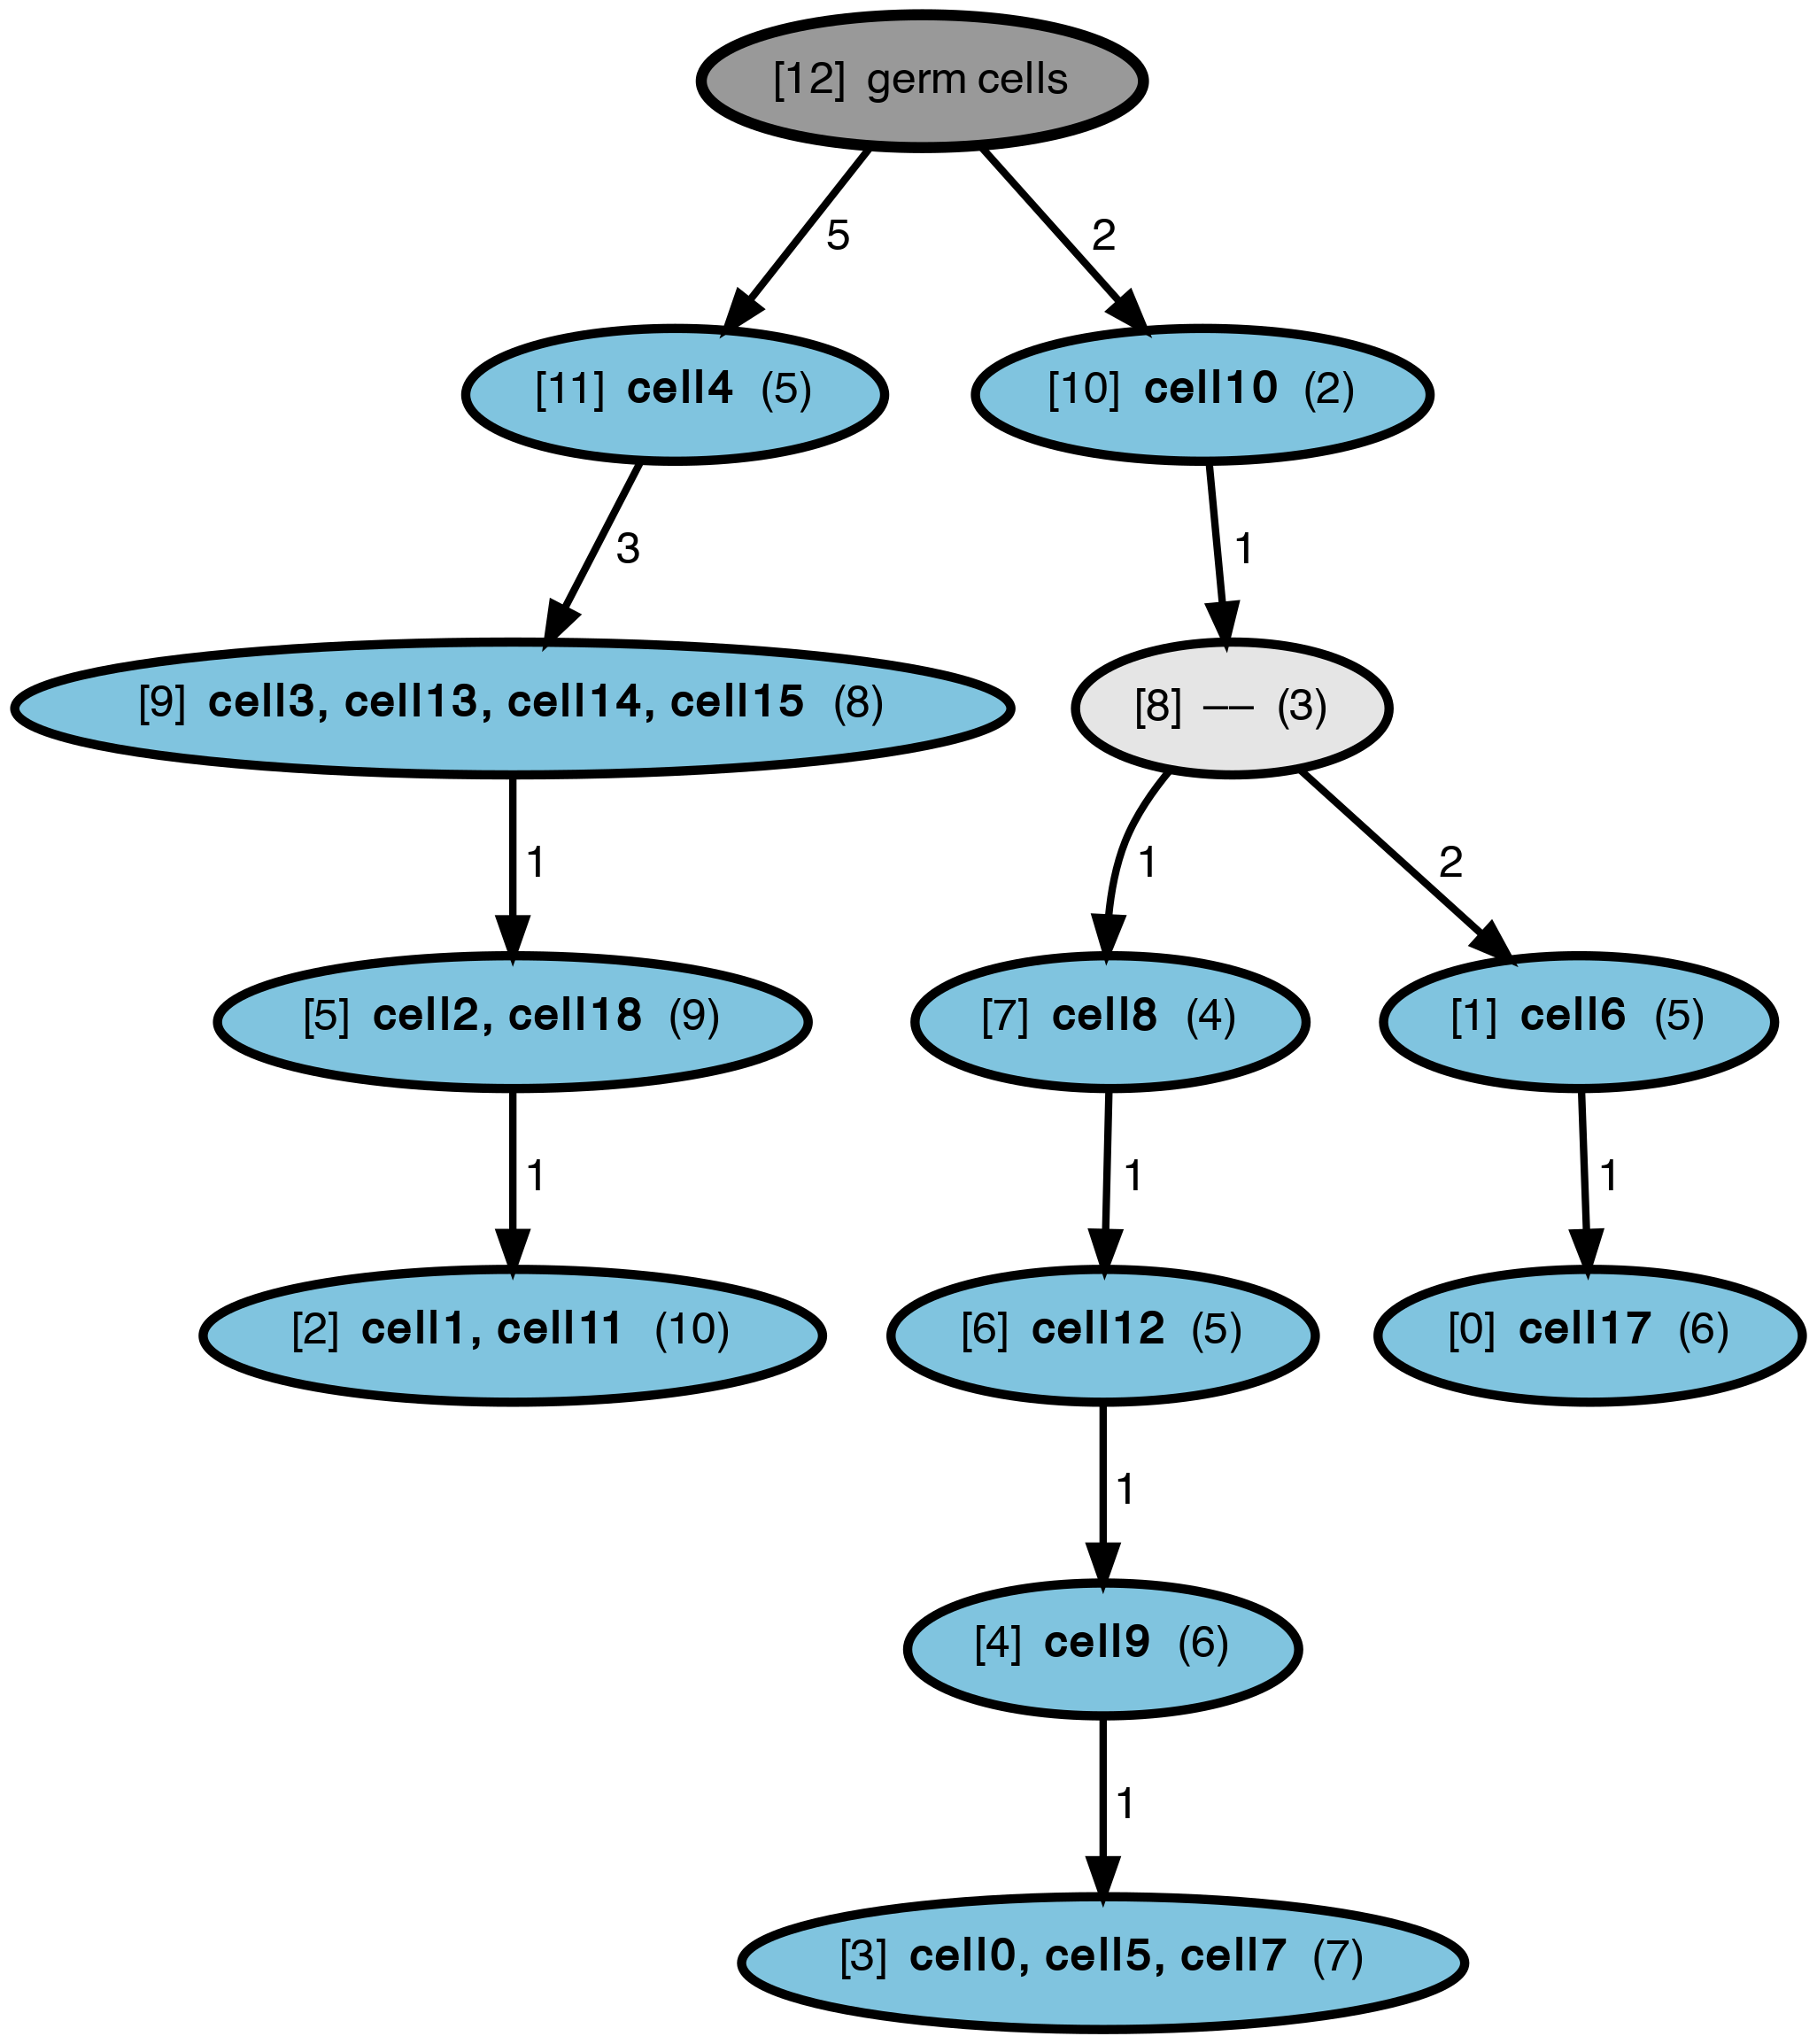 [12] germ cells
5
2
[11] cell4 (5)
[10] cell10 (2)
3
1
[9] cell3, cell13, cell14, cell15 (8)
[8] –– (3)
1
1
2
[5] cell2, cell18 (9)
[7] cell8 (4)
[1] cell6 (5)
1
1
1
[2] cell1, cell11 (10)
[6] cell12 (5)
[0] cell17 (6)
1
[4] cell9 (6)
1
[3] cell0, cell5, cell7 (7)